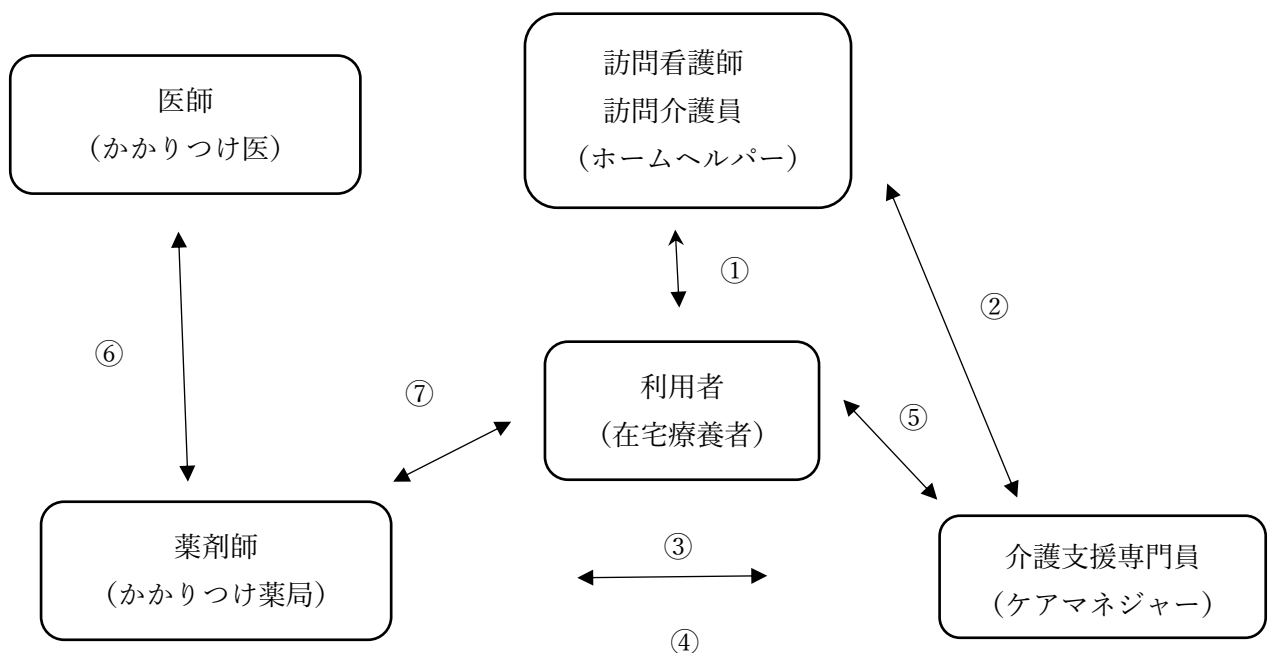 訪問看護師
訪問介護員
(ホームヘルパー)
医師
(かかりつけ医)
①
②
⑥
利用者
(在宅療養者)
⑦
⑤
薬剤師
(かかりつけ薬局)
③
④
介護支援専門員
(ケアマネジャー)